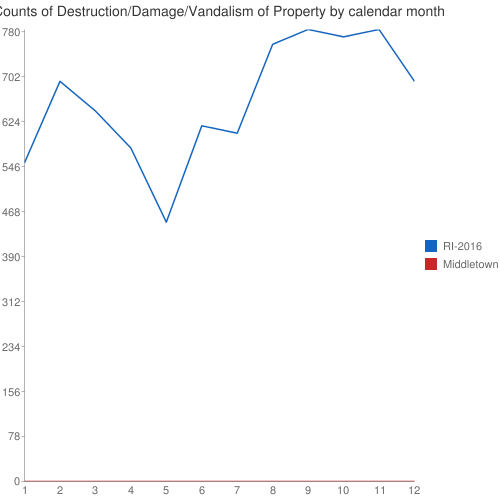 Counts of Destruction/Damage/Vandalism of Property by calendar month
780
702
624
546
468
390
312
234
156
78
0
1 2 3 4 5 6 7 8 9 10 11 12
RI-2016
Middletown